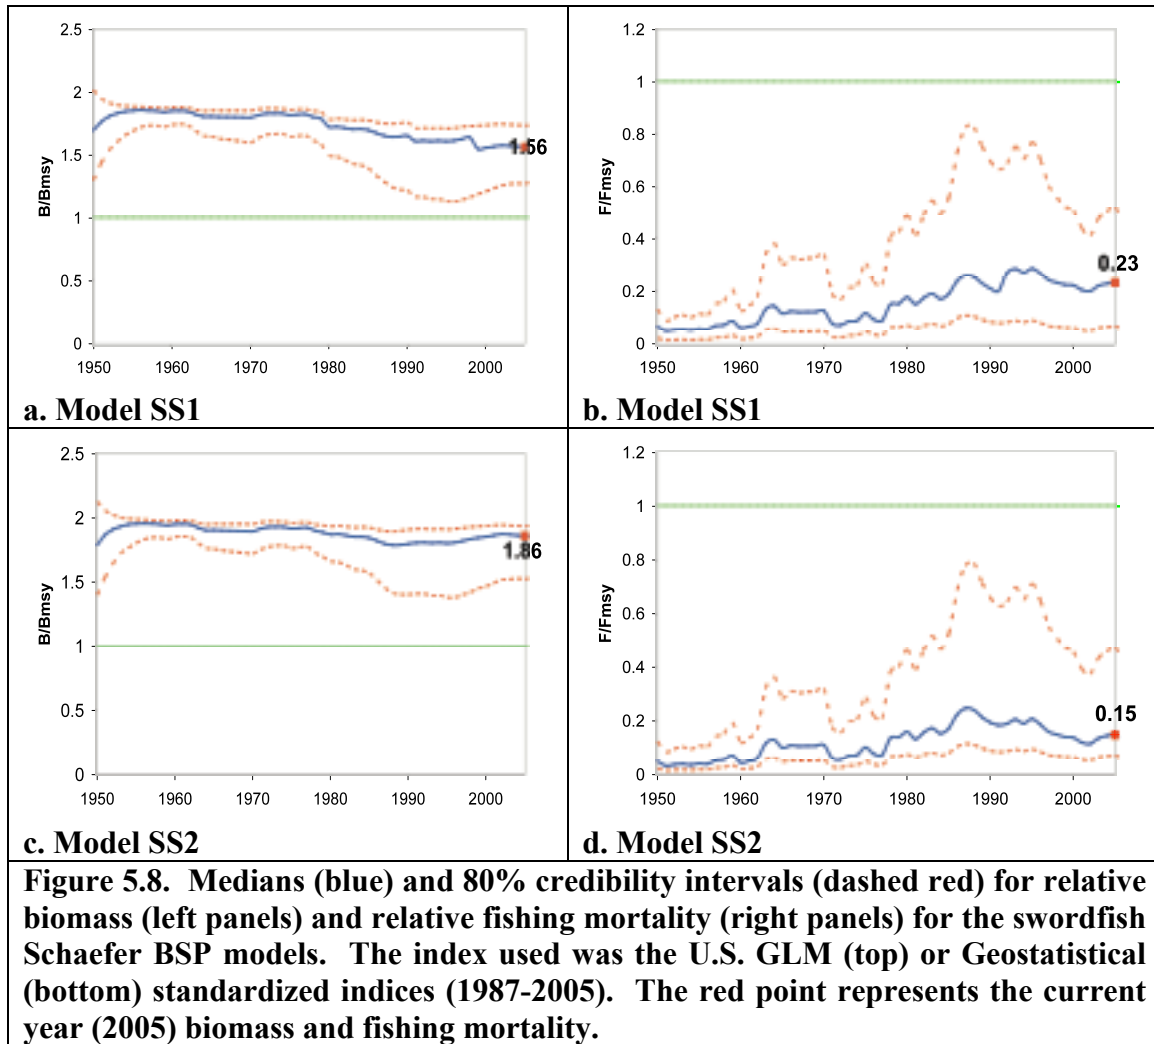 2.5
2
1.5
1
0.5
0
B/Bmsy
1.56
1950 1960 1970 1980 1990 2000
a. Model SS1
1.2
1
0.8
0.6
0.4
0.2
0
F/Fmsy
0.23
1950 1960 1970 1980 1990 2000
b. Model SS1
2.5
2
1.5
1
0.5
0
B/Bmsy
1.86
1950 1960 1970 1980 1990 2000
c. Model SS2
1.2
1
0.8
0.6
0.4
0.2
0
F/Fmsy
0.15
1950 1960 1970 1980 1990 2000
d. Model SS2
Figure 5.8. Medians (blue) and 80% credibility intervals (dashed red) for relative
biomass (left panels) and relative fishing mortality (right panels) for the swordfish
Schaefer BSP models. The index used was the U.S. GLM (top) or Geostatistical
(bottom) standardized indices (1987-2005). The red point represents the current
year (2005) biomass and fishing mortality.